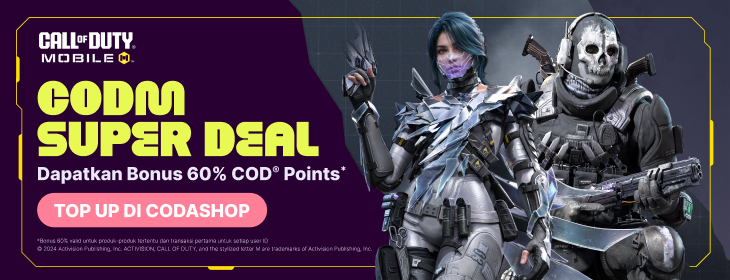 CALL OF DUTY®
MOBILE M™
CODM
SUPER DEAL
Dapatkan Bonus 60% COD® Points*
TOP UP DI CODASHOP
*Bonus 60% valid untuk produk-produk tertentu dan transaksi pertama untuk setiap user ID
© 2024 Activision Publishing, Inc. ACTIVISION, CALL OF DUTY, and the stylized letter M are trademarks of Activision Publishing, Inc.